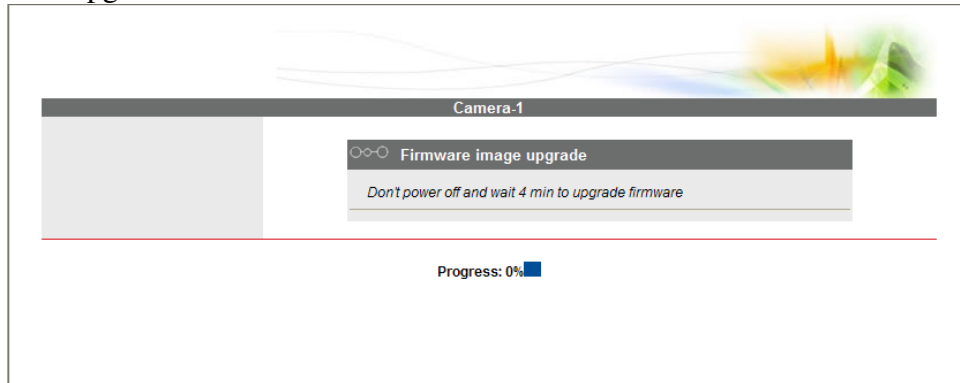 Camera-1
Firmware image upgrade
Don't power off and wait 4 min to upgrade firmware
Progress: 0%